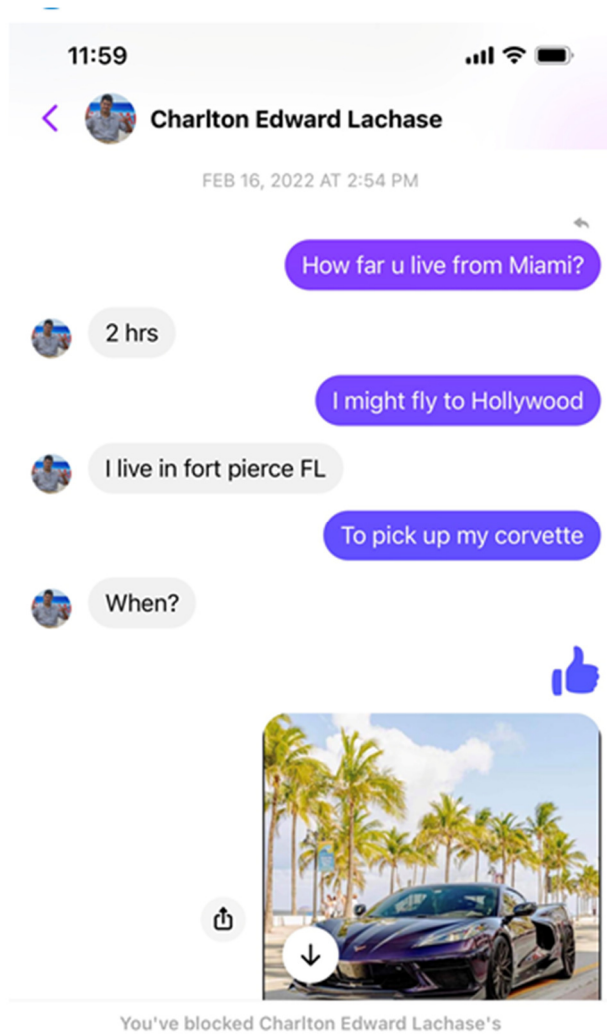 11:59
Charlton Edward Lachase
FEB 16, 2022 AT 2:54 PM
How far u live from Miami?
2 hrs
I might fly to Hollywood
I live in fort pierce FL
To pick up my corvette
When?
You've blocked Charlton Edward Lachase's